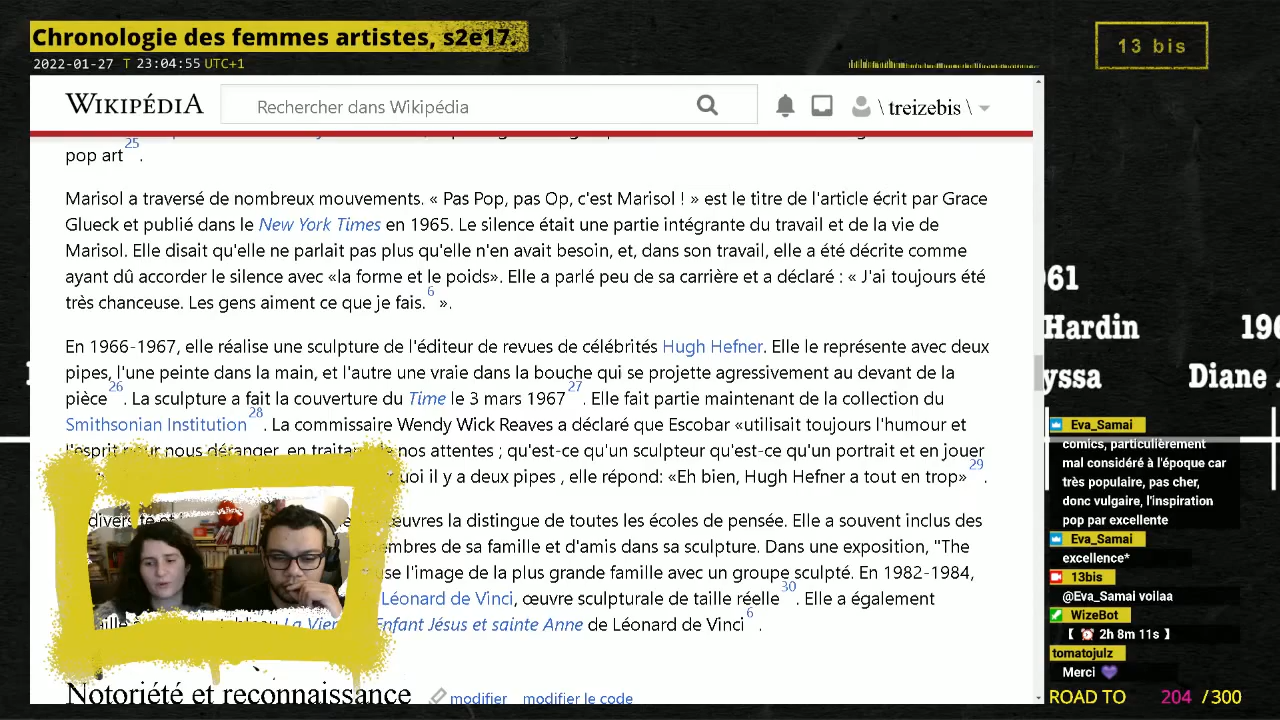 Chronologie des femmes artistes, s2e17.
2022-01-27 T 23:04:55 UTC+1
13 bis
WIKIPÉDIA
Rechercher dans Wikipédia
\ treizebis \
pop art25.
Marisol a traversé de nombreux mouvements. « Pas Pop, pas Op, c'est Marisol ! » est le titre de l'article écrit par Grace
Glueck et publié dans le New York Times en 1965. Le silence était une partie intégrante du travail et de la vie de
Marisol. Elle disait qu'elle ne parlait pas plus qu'elle n'en avait besoin, et, dans son travail, elle a été décrite comme
ayant dû accorder le silence avec «la forme et le poids». Elle a parlé peu de sa carrière et a déclaré : « J'ai toujours été
très chanceuse. Les gens aiment ce que je fais.6 ».
En 1966-1967, elle réalise une sculpture de l'éditeur de revues de célébrités Hugh Hefner. Elle le représente avec deux
pipes, l'une peinte dans la main, et l'autre une vraie dans la bouche qui se projette agressivement au devant de la
pièce26. La sculpture a fait la couverture du Time le 3 mars 196727. Elle fait partie maintenant de la collection du
Smithsonian Institution28. La commissaire Wendy Wick Reaves a déclaré que Escobar «utilisait toujours l'humour et
l'esprit pour nous déranger, en traitant de nos attentes ; qu'est-ce qu'un sculpteur qu'est-ce qu'un portrait et en jouer
il y a deux pipes , elle répond: «Eh bien, Hugh Hefner a tout en trop» 29.
œuvres la distingue de toutes les écoles de pensée. Elle a souvent inclus des
membres de sa famille et d'amis dans sa sculpture. Dans une exposition, "The
l'image de la plus grande famille avec un groupe sculpté. En 1982-1984,
Léonard de Vinci, œuvre sculpturale de taille réelle30. Elle a également
Jésus et sainte Anne de Léonard de Vinci6.
Notoriété et reconnaissance modifier modifier le code
61
Hardin 196
yssa Diane
Eva_Samai
comics, particulièrement
mal considéré à l'époque car
très populaire, pas cher,
donc vulgaire, l'inspiration
pop par excellente
Eva_Samai
excellence*
13bis
@Eva_Samai voilaa
WizeBot
【 ⏰ 2h 8m 11s 】
tomatojulz
Merci 💜
ROAD TO 204 /300